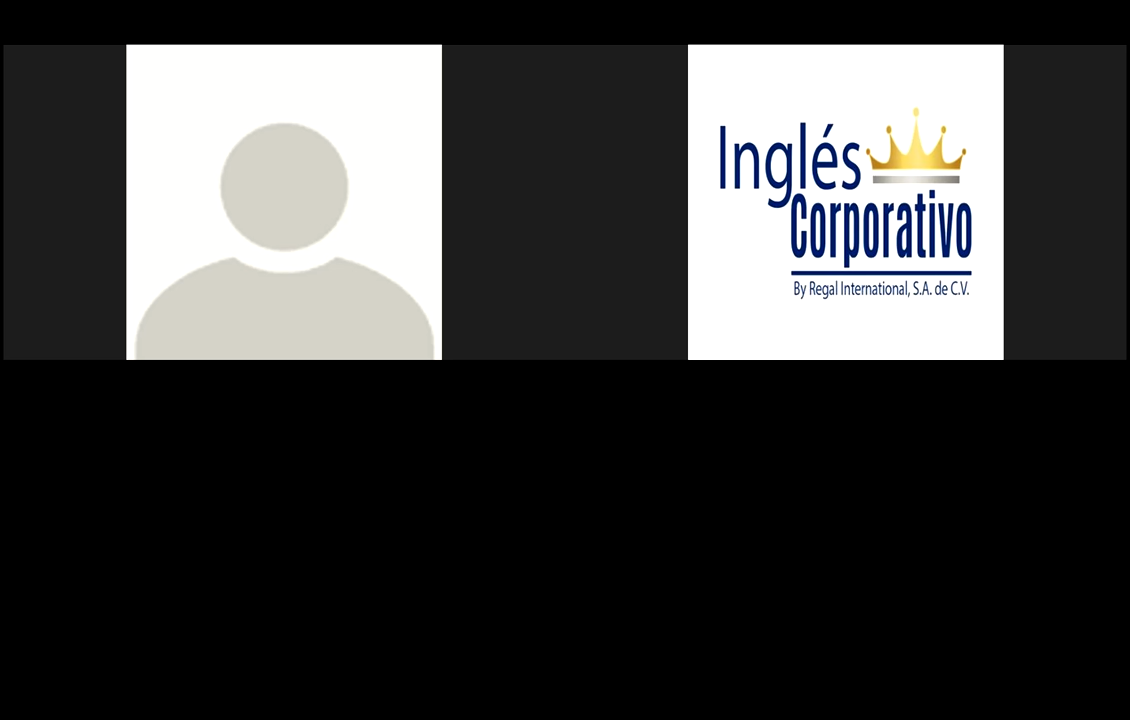 Inglés
Corporativo
By Regal International, S.A. de C.V.